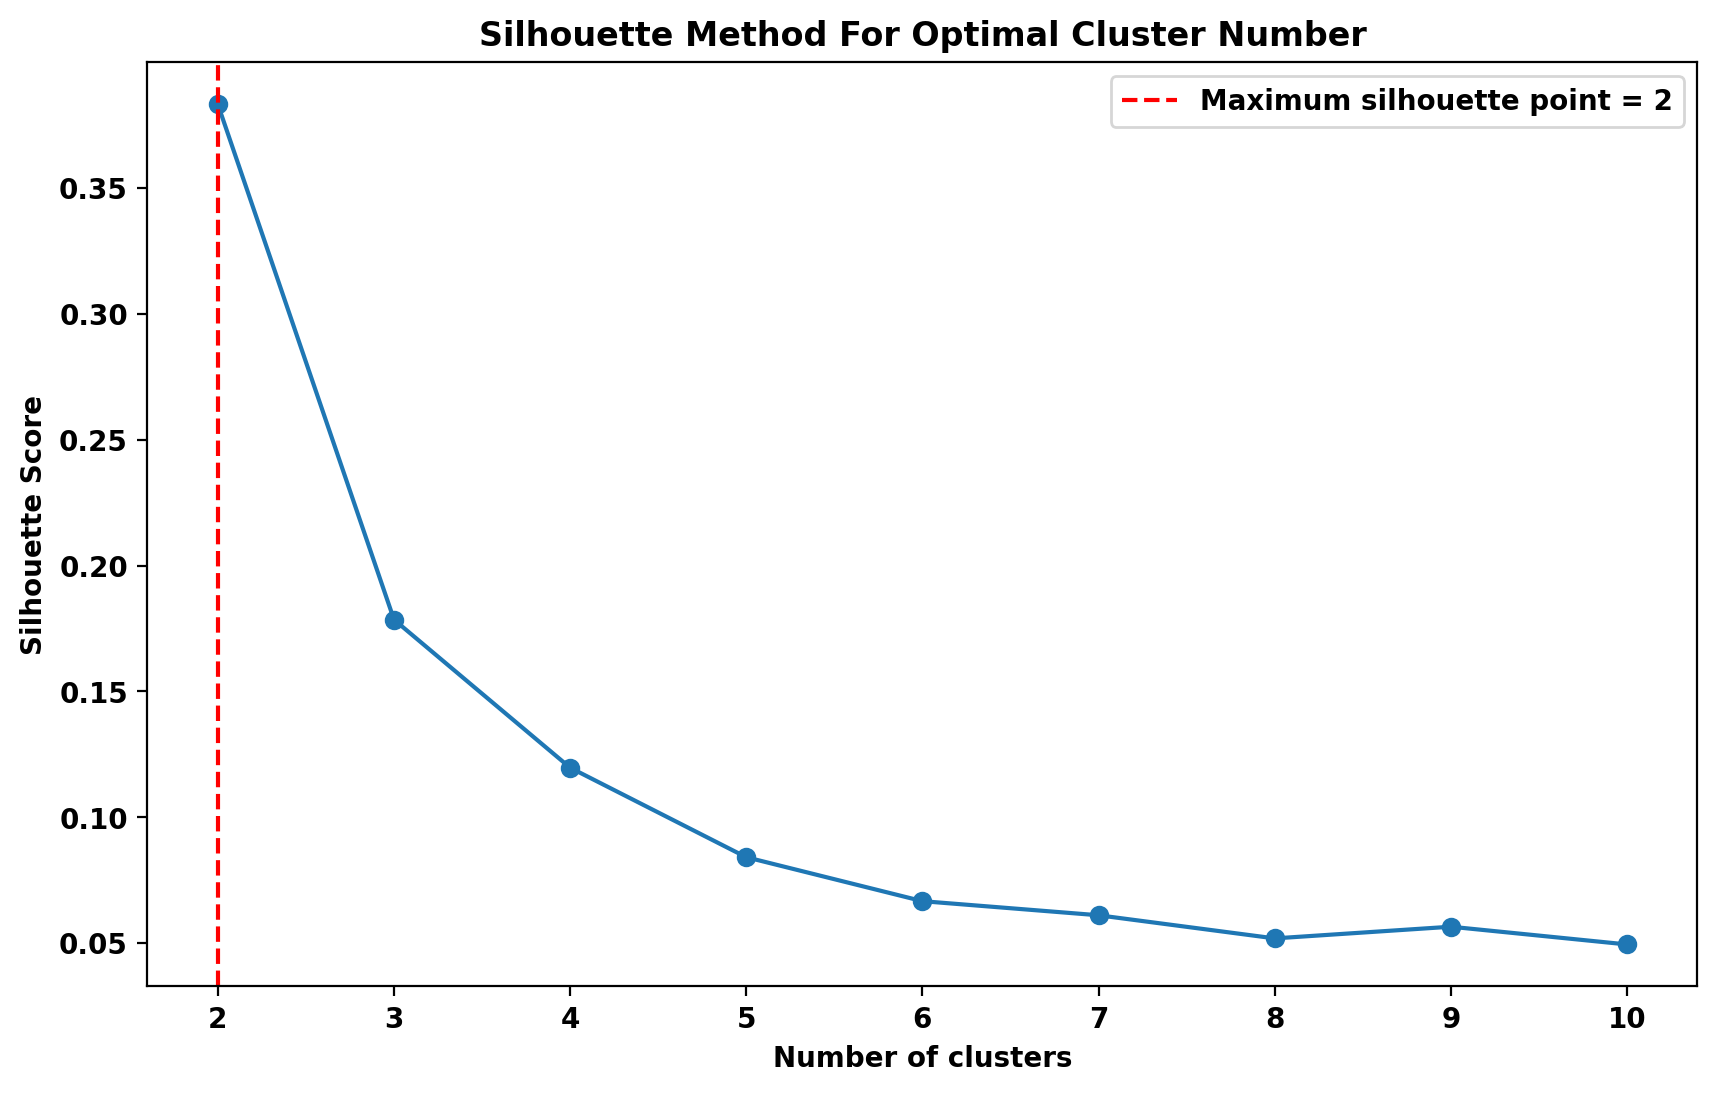 Silhouette Method For Optimal Cluster Number
Maximum silhouette point = 2
Silhouette Score
0.35
0.30
0.25
0.20
0.15
0.10
0.05
2 3 4 5 6 7 8 9 10
Number of clusters